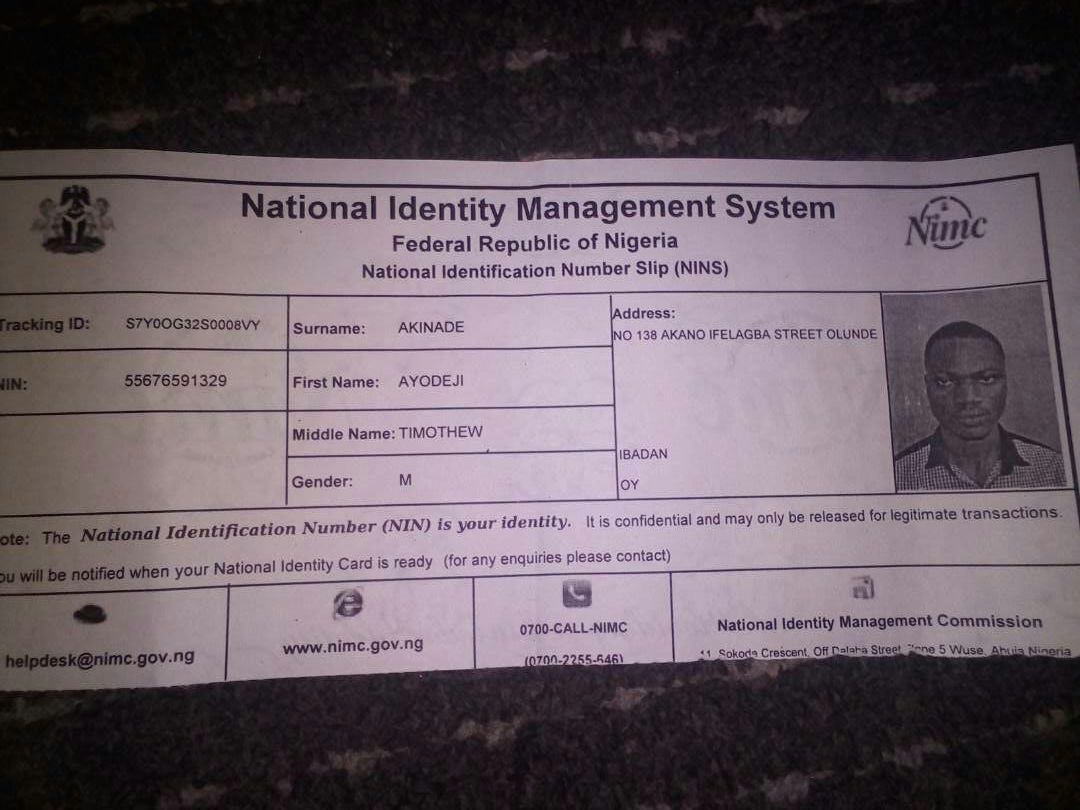 National Identity Management System
Federal Republic of Nigeria
National Identification Number Slip (NINS)
Nimc
Tracking ID: S7Y0OG32S0008VY
Surname: AKINADE
Address:
NO 138 AKANO IFELAGBA STREET OLUNDE
NIN: 55676591329
First Name: AYODEJI
Middle Name: TIMOTHEW
IBADAN
Gender: M
OY
ote: The National Identification Number (NIN) is your identity. It is confidential and may only be released for legitimate transactions.
ou will be notified when your National Identity Card is ready (for any enquiries please contact)
helpdesk@nimc.gov.ng
www.nimc.gov.ng
0700-CALL-NIMC
(0700-2255-646)
National Identity Management Commission
11, Sokode Crescent, Off Dalaba Street, Zone 5 Wuse, Abuja Nigeria